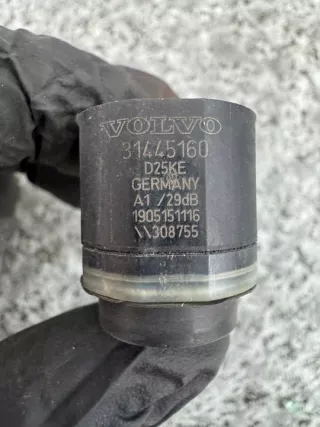 VOLVO
31445160
D25KE
GERMANY
A1 /29dB
1905151116
\\308755